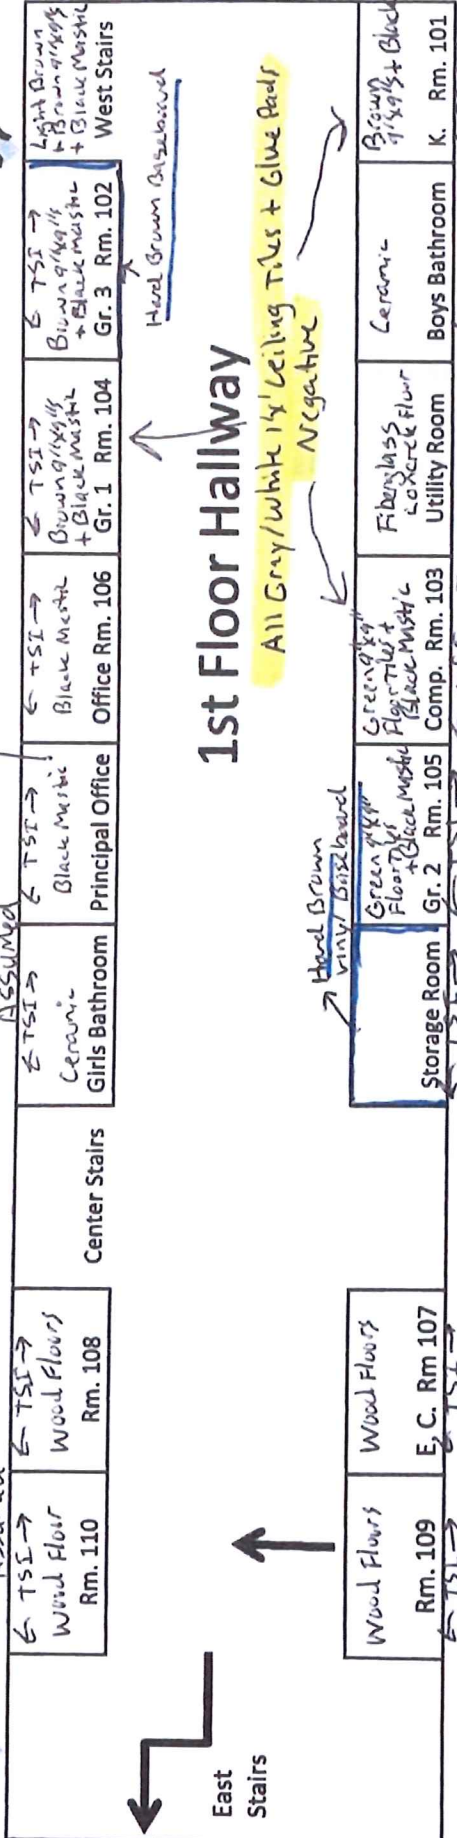 ← TSI →
Wood Floor
Rm. 110
← TSI →
Wood Floors
Rm. 108
Center Stairs
← TSI →
Ceramic
Girls Bathroom
← TSI →
Black Mastic
Principal Office
← TSI →
Black Mastic
Office Rm. 106
← TSI →
Brown 9"x9"s
+ Black Mastic
Gr. 1 Rm. 104
← TSI →
Brown 9"x9"s
+ Black Mastic
Gr. 3 Rm. 102
Light Brown
+ Brown 9"x9"s
+ Black Mastic
West Stairs
Assumed
Hard Brown Baseboard
1st Floor Hallway
All Gray/White 1'x1' Ceiling Tiles + Glue Pads
Negative
East
Stairs
Hard Brown
Vinyl Baseboard
Wood Floors
Rm. 109
Wood Floors
E, C. Rm 107
Storage Room
Green 9"x9"
Floor Tiles
+ Black Mastic
Gr. 2 Rm. 105
Green 9"x9"
Floor Tiles +
Black Mastic
Comp. Rm. 103
Fiberglass
Concrete Floor
Utility Room
Ceramic
Boys Bathroom
Brown
9"x9"s + Black
K. Rm. 101
← TSI →
← TSI →